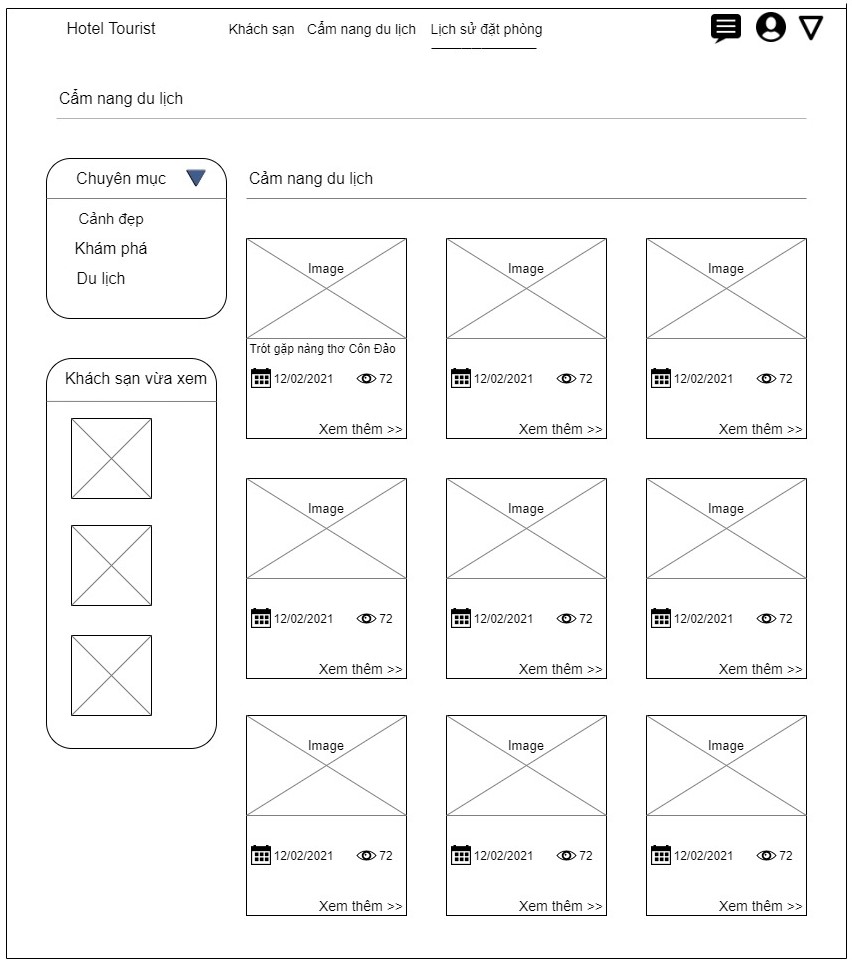 Hotel Tourist
Khách sạn Cẩm nang du lịch Lịch sử đặt phòng
Cẩm nang du lịch
Chuyên mục
Cảnh đẹp
Khám phá
Du lịch
Khách sạn vừa xem
Cảm nang du lịch
Image Image Image
Trót gặp nàng thơ Côn Đảo
12/02/2021 72 12/02/2021 72 12/02/2021 72
Xem thêm >> Xem thêm >> Xem thêm >>
Image Image Image
12/02/2021 72 12/02/2021 72 12/02/2021 72
Xem thêm >> Xem thêm >> Xem thêm >>
Image Image Image
12/02/2021 72 12/02/2021 72 12/02/2021 72
Xem thêm >> Xem thêm >> Xem thêm >>